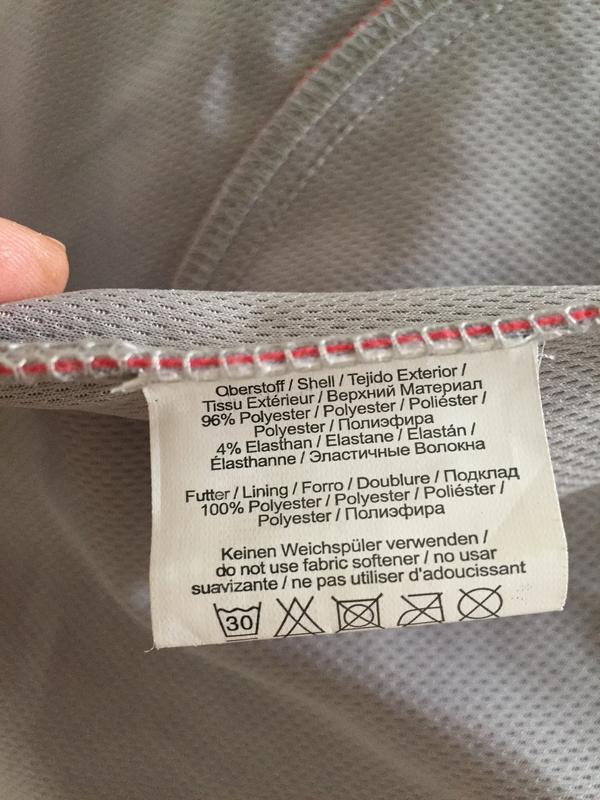 Oberstoff / Shell / Tejido Exterior /
Tissu Extérieur / Верхний Материал
96% Polyester / Polyester / Poliéster /
Polyester / Полиэфира
4% Elasthan / Elastane / Elastán /
Élasthanne / Эластичные Волокна
Futter / Lining / Forro / Doublure / Подклад
100% Polyester / Polyester / Poliéster /
Polyester / Полиэфира
Keinen Weichspüler verwenden /
do not use fabric softener / no usar
suavizante / ne pas utiliser d'adoucissant
30